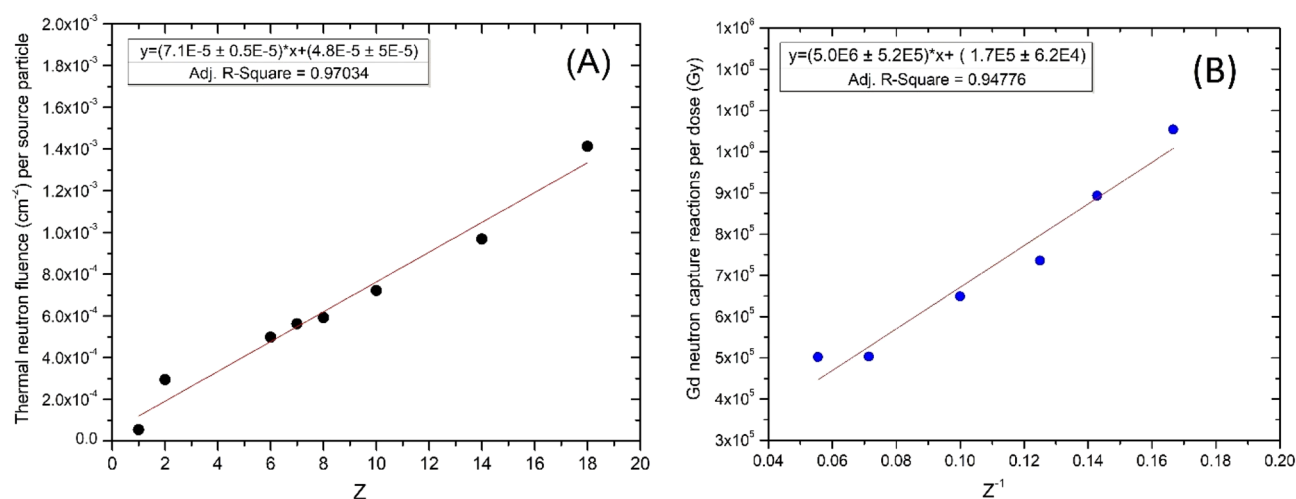 (A)
y=(7.1E-5 ± 0.5E-5)*x+(4.8E-5 ± 5E-5)
Adj. R-Square = 0.97034
Thermal neutron fluence (cm⁻²) per source particle
2.0x10⁻³
1.8x10⁻³
1.6x10⁻³
1.4x10⁻³
1.2x10⁻³
1.0x10⁻³
8.0x10⁻⁴
6.0x10⁻⁴
4.0x10⁻⁴
2.0x10⁻⁴
0.0
0 2 4 6 8 10 12 14 16 18 20
Z
(B)
y=(5.0E6 ± 5.2E5)*x+ ( 1.7E5 ± 6.2E4)
Adj. R-Square = 0.94776
Gd neutron capture reactions per dose (Gy)
1x10⁶
1x10⁶
1x10⁶
1x10⁶
9x10⁵
8x10⁵
7x10⁵
6x10⁵
5x10⁵
4x10⁵
3x10⁵
0.04 0.06 0.08 0.10 0.12 0.14 0.16 0.18 0.20
Z⁻¹